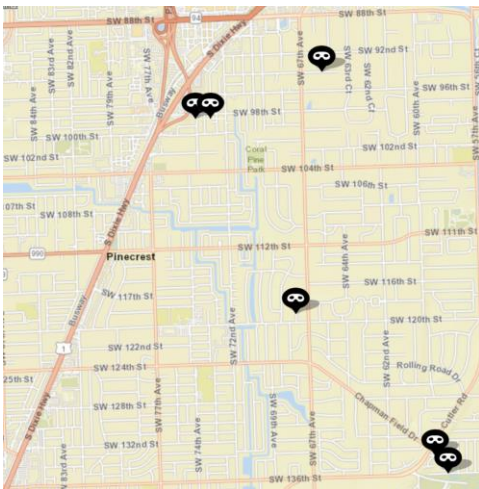 SW 88th St
94
SW 88th St
S Dixie Hwy
SW 83rd Ave
SW 82nd Ave
SW 79th Ave
SW 77th Ave
SW 84th Ave
Busway
SW 67th Ave
SW 63rd Ct
SW 92nd St
SW 62nd Ct
SW 96th St
SW 60th Ave
SW 57th Ave
SW 98th St
SW 100th St
SW 102nd St
SW 102nd St
Coral
Pine
Park
SW 104th St
SW 106th St
07th St
SW 108th St
S Dixie Hwy
SW 111th St
SW 112th St
990
Pinecrest
SW 64th Ave
SW 116th St
SW 117th St
Busway
SW 120th St
SW 72nd Ave
1
SW 122nd St
SW 124th St
SW 62nd Ave
Rolling Road Dr
25th St
SW 77th Ave
SW 128th St
S Dixie Hwy
SW 74th Ave
SW 69th Ave
SW 67th Ave
Chapman Field Dr
Cutler Rd
SW 132nd St
SW 83rd Ave
SW 136th St